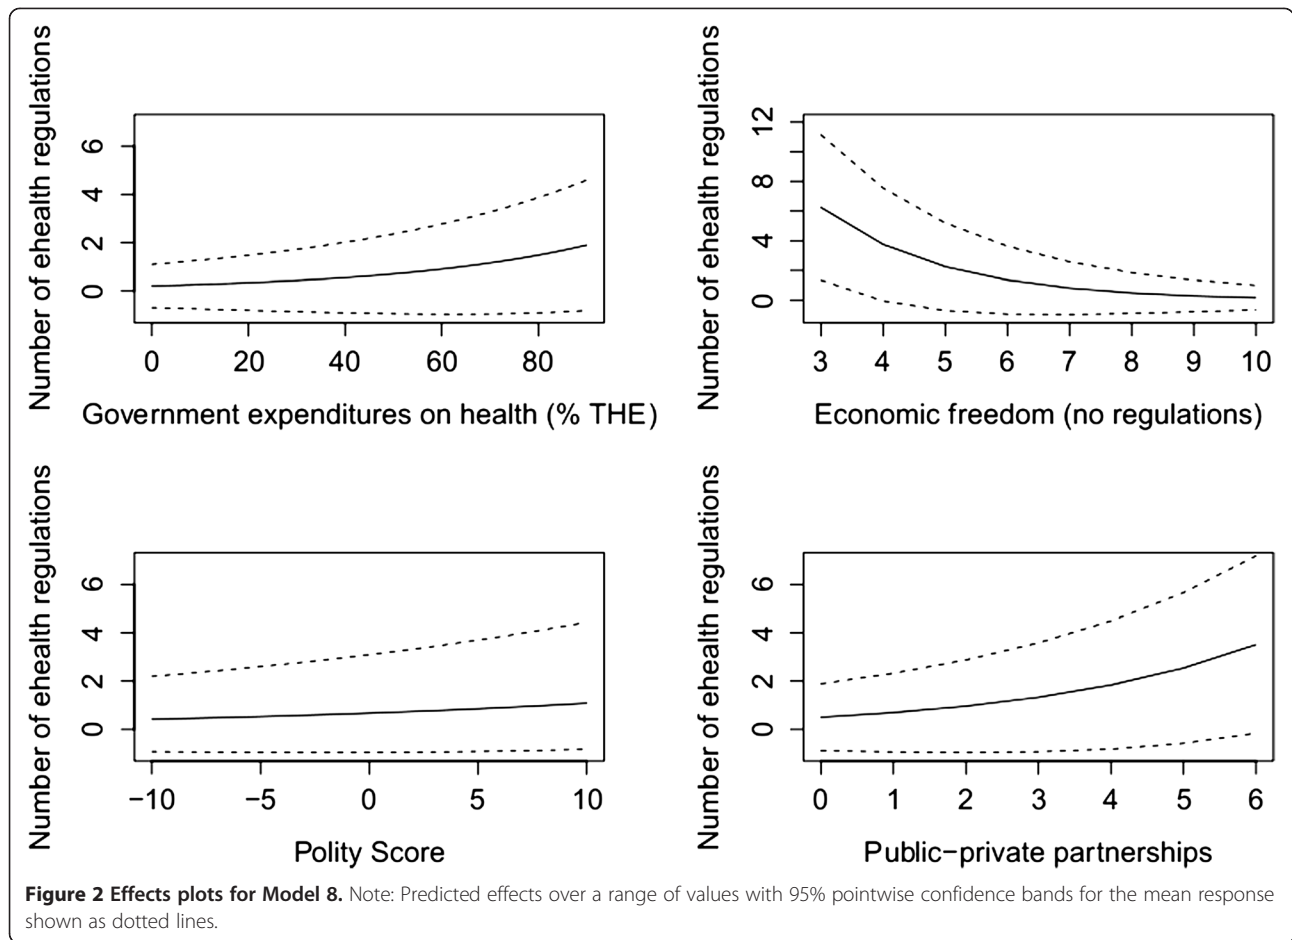 Number of ehealth regulations
6
4
2
0
0 20 40 60 80
Government expenditures on health (% THE)
Number of ehealth regulations
12
8
4
0
3 4 5 6 7 8 9 10
Economic freedom (no regulations)
Number of ehealth regulations
6
4
2
0
−10 −5 0 5 10
Polity Score
Number of ehealth regulations
6
4
2
0
0 1 2 3 4 5 6
Public−private partnerships
Figure 2 Effects plots for Model 8. Note: Predicted effects over a range of values with 95% pointwise confidence bands for the mean response
shown as dotted lines.